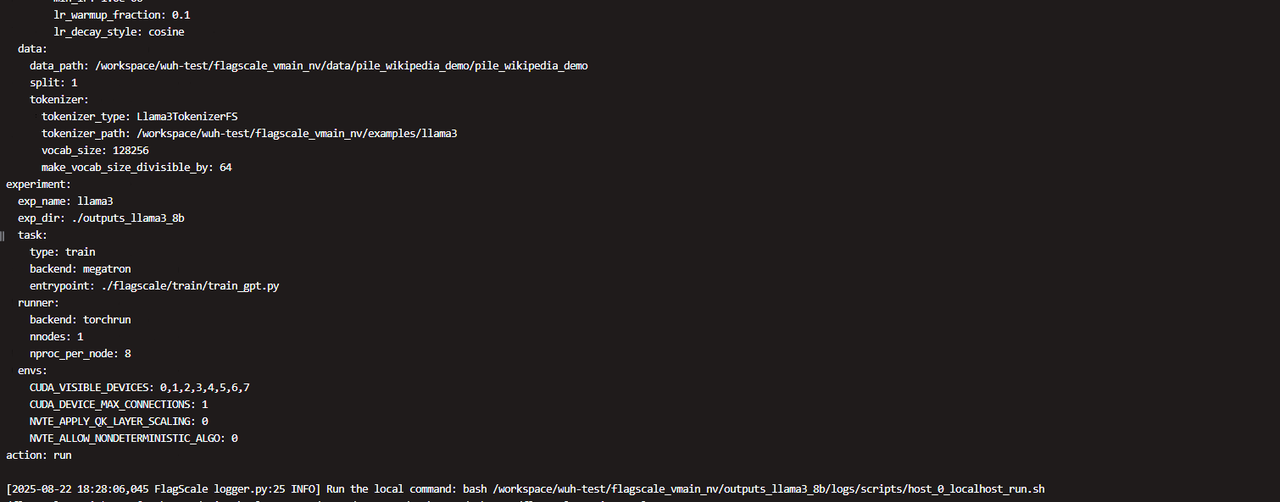 lr_warmup_fraction: 0.1
lr_decay_style: cosine
data:
data_path: /workspace/wuh-test/flagscale_vmain_nv/data/pile_wikipedia_demo/pile_wikipedia_demo
split: 1
tokenizer:
tokenizer_type: Llama3TokenizerFS
tokenizer_path: /workspace/wuh-test/flagscale_vmain_nv/examples/llama3
vocab_size: 128256
make_vocab_size_divisible_by: 64
experiment:
exp_name: llama3
exp_dir: ./outputs_llama3_8b
task:
type: train
backend: megatron
entrypoint: ./flagscale/train/train_gpt.py
runner:
backend: torchrun
nnodes: 1
nproc_per_node: 8
envs:
CUDA_VISIBLE_DEVICES: 0,1,2,3,4,5,6,7
CUDA_DEVICE_MAX_CONNECTIONS: 1
NVTE_APPLY_QK_LAYER_SCALING: 0
NVTE_ALLOW_NONDETERMINISTIC_ALGO: 0
action: run
[2025-08-22 18:28:06,045 FlagScale logger.py:25 INFO] Run the local command: bash /workspace/wuh-test/flagscale_vmain_nv/outputs_llama3_8b/logs/scripts/host_0_localhost_run.sh